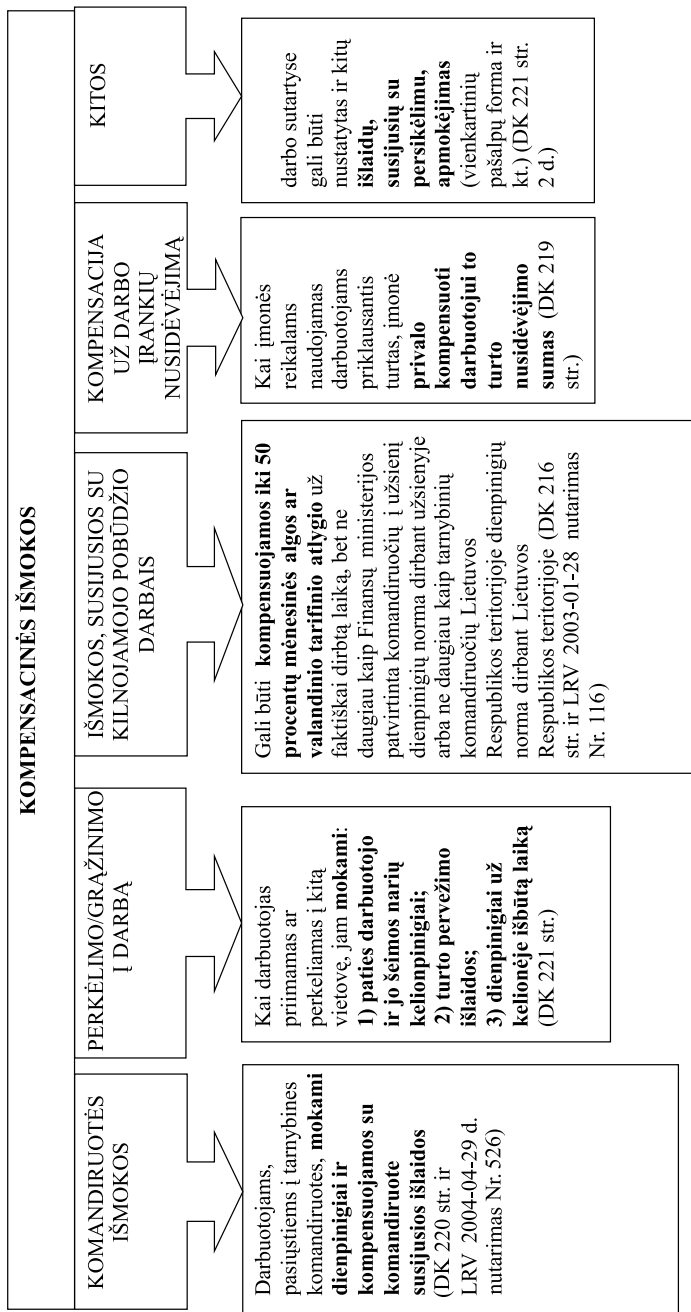 KOMPENSACINĖS IŠMOKOS
KOMANDIRUOTĖS
IŠMOKOS
Darbuotojams,
pasiųstiems į tarnybines
komandiruotes, mokami
dienpinigiai ir
kompensuojamos su
komandiruote
susijusios išlaidos
(DK 220 str. ir
LRV 2004-04-29 d.
nutarimas Nr. 526)
PERKĖLIMO/GRĄŽINIMO
Į DARBĄ
Kai darbuotojas
priimamas ar
perkeliamas į kitą
vietovę, jam mokami:
1) paties darbuotojo
ir jo šeimos narių
kelionpinigiai;
2) turto pervežimo
išlaidos;
3) dienpinigiai už
kelionėje išbūtą laiką
(DK 221 str.)
IŠMOKOS, SUSIJUSIOS SU
KILNOJAMOJO POBŪDŽIO
DARBAIS
Gali būti kompensuojamos iki 50
procentų mėnesinės algos ar
valandinio tarifinio atlygio už
faktiškai dirbtą laiką, bet ne
daugiau kaip Finansų ministerijos
patvirtinta komandiruočių į užsienį
dienpinigių norma dirbant užsienyje
arba ne daugiau kaip tarnybinių
komandiruočių Lietuvos
Respublikos teritorijoje dienpinigių
norma dirbant Lietuvos
Respublikos teritorijoje (DK 216
str. ir LRV 2003-01-28 nutarimas
Nr. 116)
KOMPENSACIJA
UŽ DARBO
ĮRANKIŲ
NUSIDĖVĖJIMĄ
Kai įmonės
reikalams
naudojamas
darbuotojams
priklausantis
turtas, įmonė
privalo
kompensuoti
darbuotojui to
turto
nusidėvėjimo
sumas (DK 219
str.)
KITOS
darbo sutartyse
gali būti
nustatytas ir kitų
išlaidų,
susijusių su
persikėlimu,
apmokėjimas
(vienkartinių
pašalpų forma ir
kt.) (DK 221 str.
2 d.)